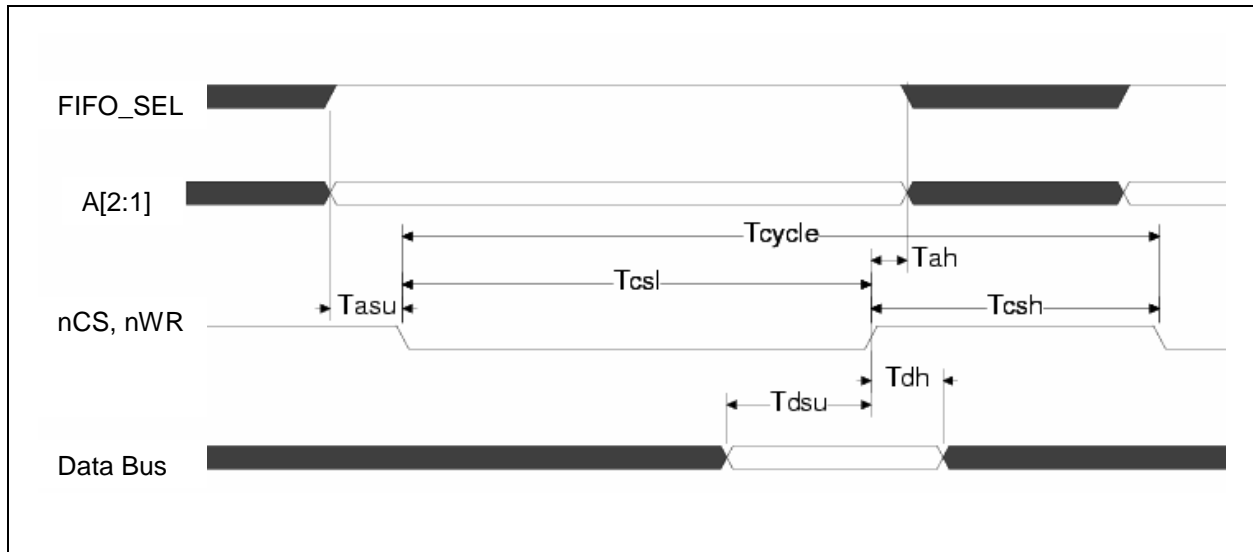 FIFO_SEL
A[2:1]
Tcycle
Tah
Tcsl
Tasu
Tcsh
nCS, nWR
Tdh
Tdsu
Data Bus